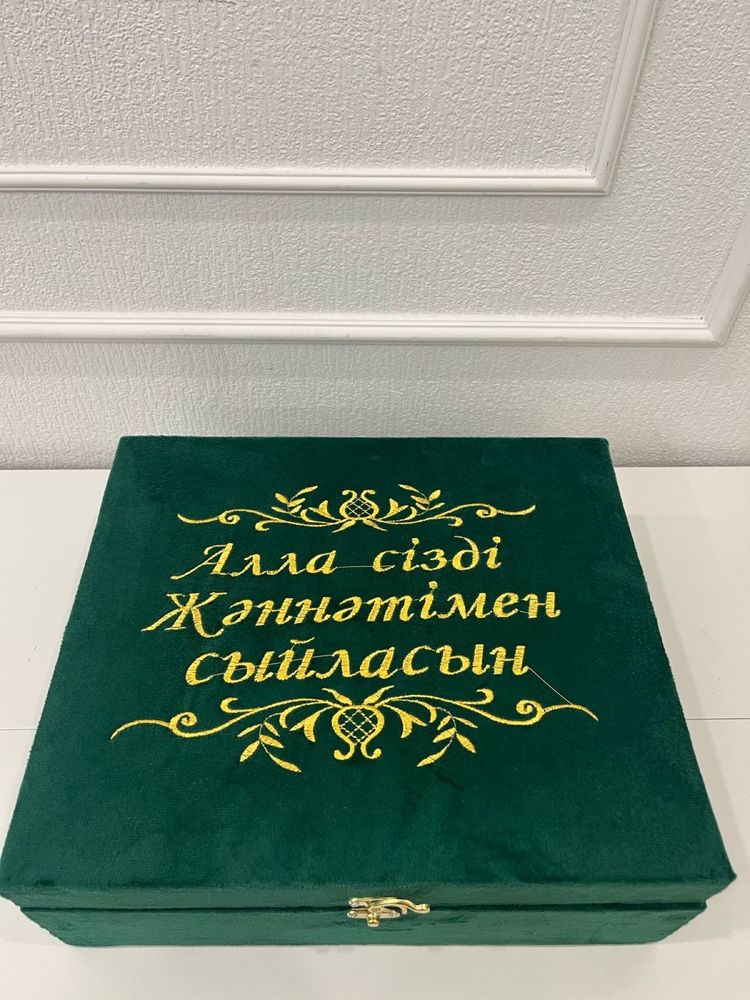 Алла сізді
Жәннәтімен
сыйласын